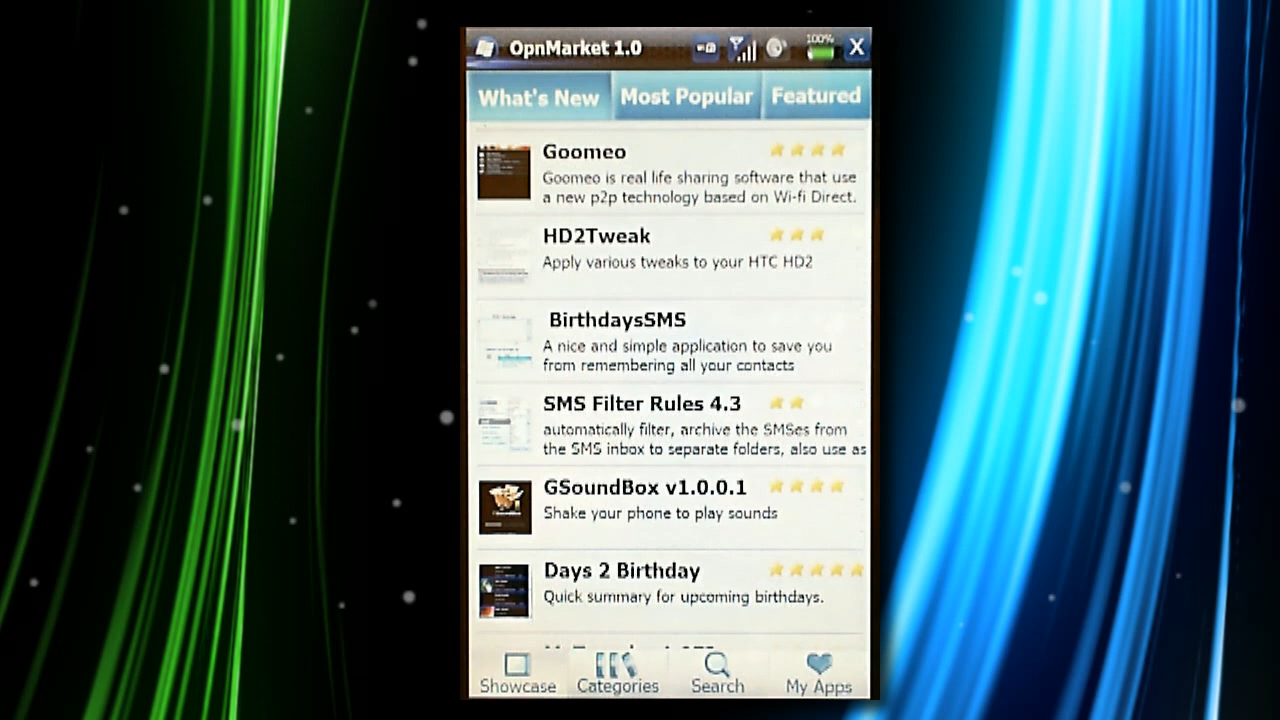 OpnMarket 1.0
100%
X
What's New
Most Popular
Featured
Goomeo
Goomeo is real life sharing software that use
a new p2p technology based on Wi-fi Direct.
HD2Tweak
Apply various tweaks to your HTC HD2
BirthdaysSMS
A nice and simple application to save you
from remembering all your contacts
SMS Filter Rules 4.3
automatically filter, archive the SMSes from
the SMS inbox to separate folders, also use as
GSoundBox v1.0.0.1
Shake your phone to play sounds
Days 2 Birthday
Quick summary for upcoming birthdays.
Showcase
Categories
Search
My Apps